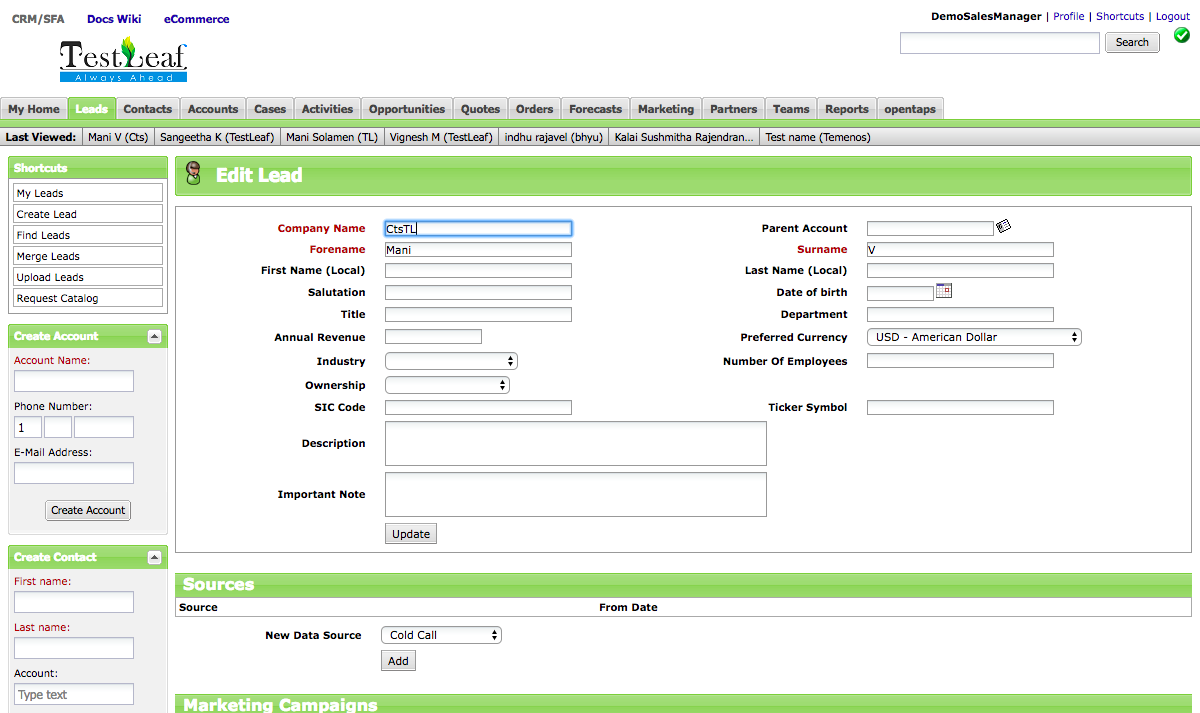 CRM/SFA Docs Wiki eCommerce
DemoSalesManager | Profile | Shortcuts | Logout
TestLeaf
Always Ahead
Search
My Home Leads Contacts Accounts Cases Activities Opportunities Quotes Orders Forecasts Marketing Partners Teams Reports opentaps
Last Viewed: Mani V (Cts) Sangeetha K (TestLeaf) Mani Solamen (TL) Vignesh M (TestLeaf) indhu rajavel (bhyu) Kalai Sushmitha Rajendran... Test name (Temenos)
Shortcuts
My Leads
Create Lead
Find Leads
Merge Leads
Upload Leads
Request Catalog
Create Account
Account Name:
Phone Number:
1
E-Mail Address:
Create Account
Create Contact
First name:
Last name:
Account:
Type text
Edit Lead
Company Name CtsTL Parent Account
Forename Mani Surname V
First Name (Local) Last Name (Local)
Salutation Date of birth
Title Department
Annual Revenue Preferred Currency USD - American Dollar
Industry Number Of Employees
Ownership
SIC Code Ticker Symbol
Description
Important Note
Update
Sources
Source From Date
New Data Source Cold Call
Add
Marketing Campaigns